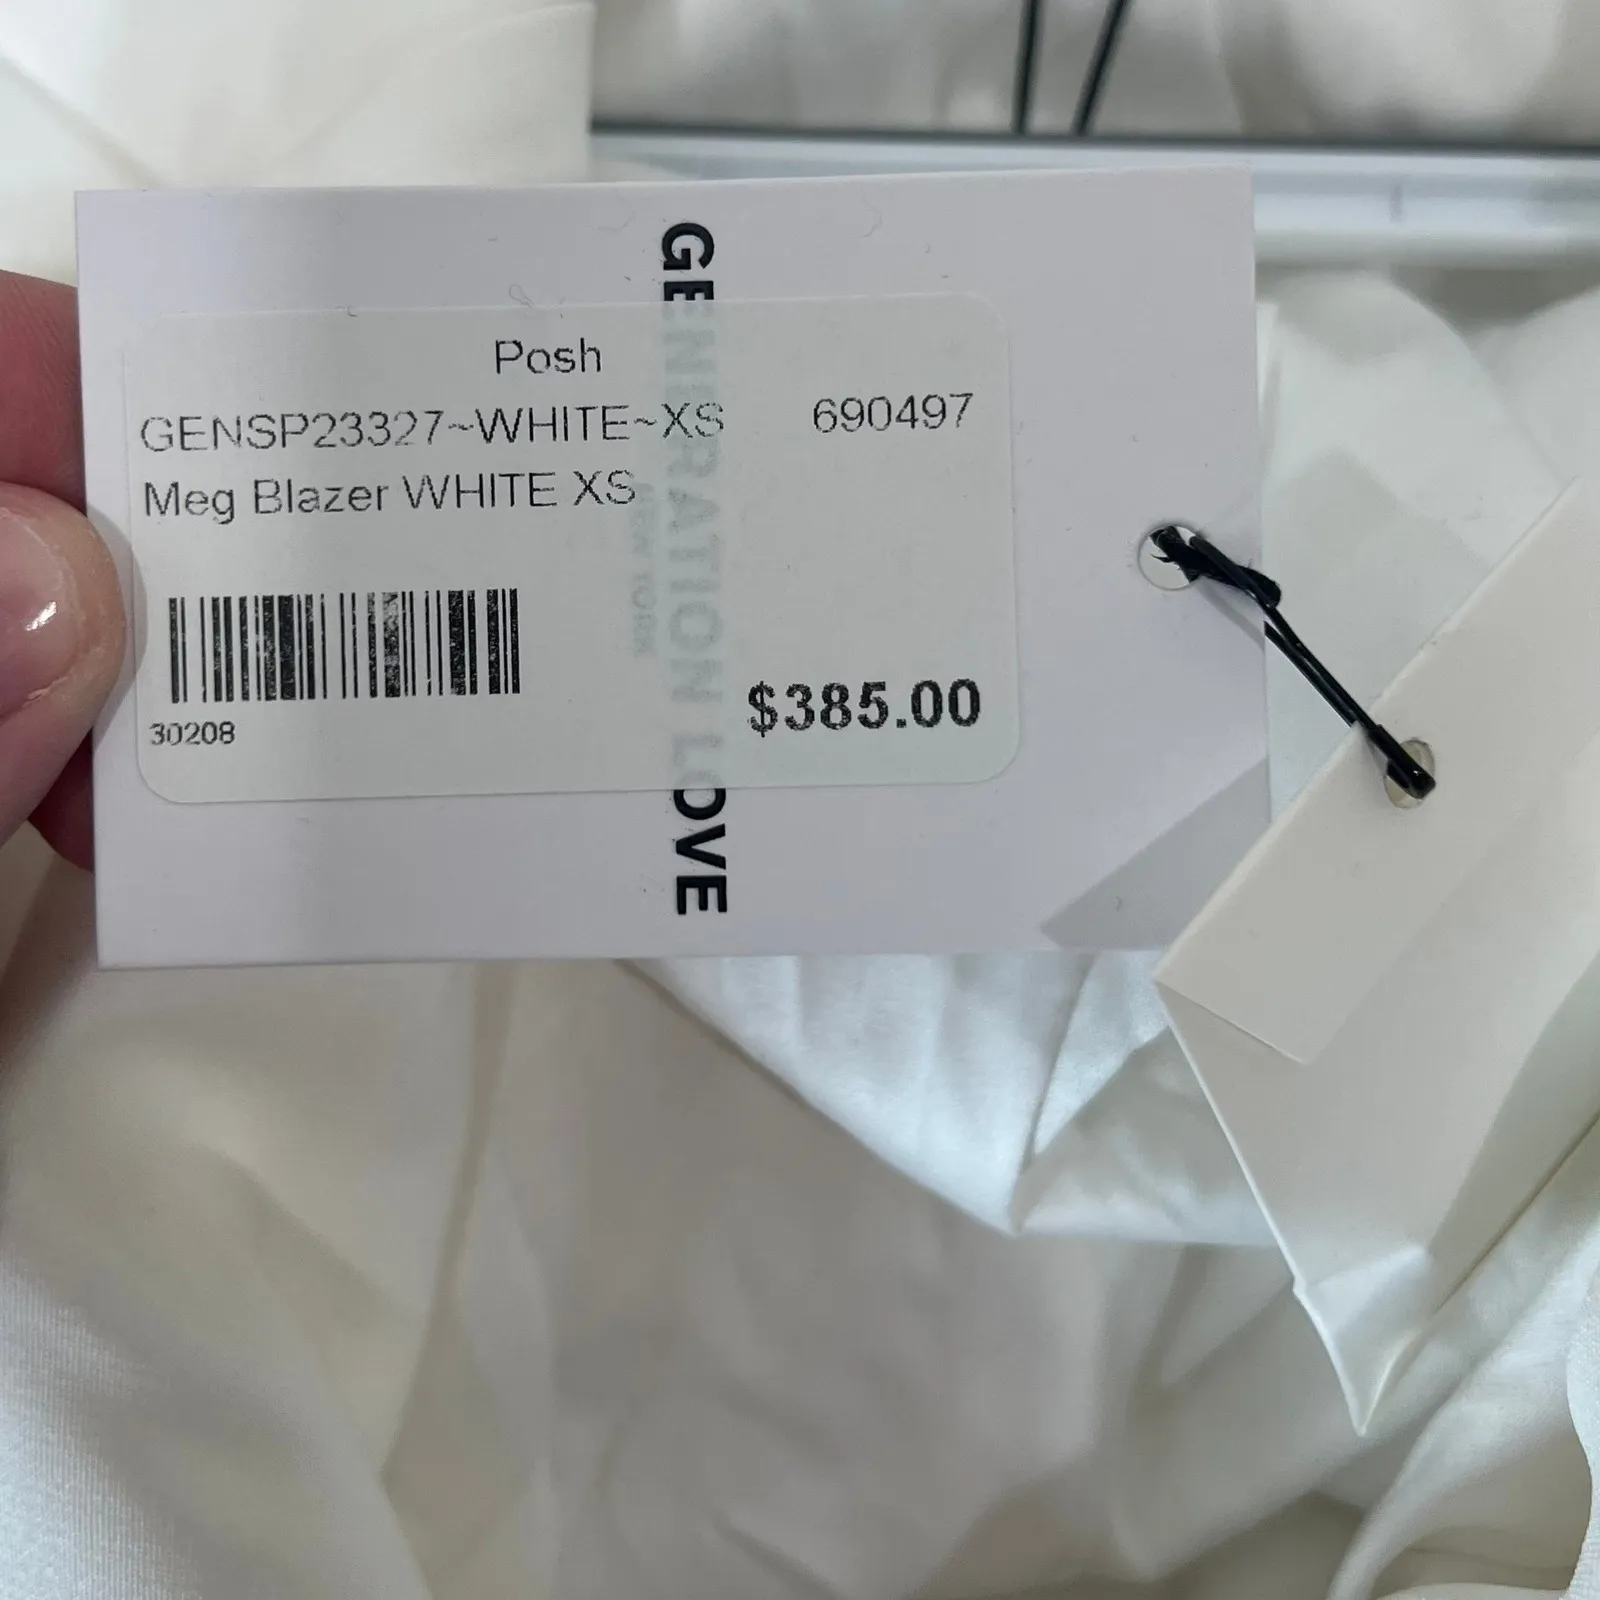 GENERATION LOVE
NEW YORK
Posh
GENSP23327~WHITE~XS 690497
Meg Blazer WHITE XS
30208
$385.00